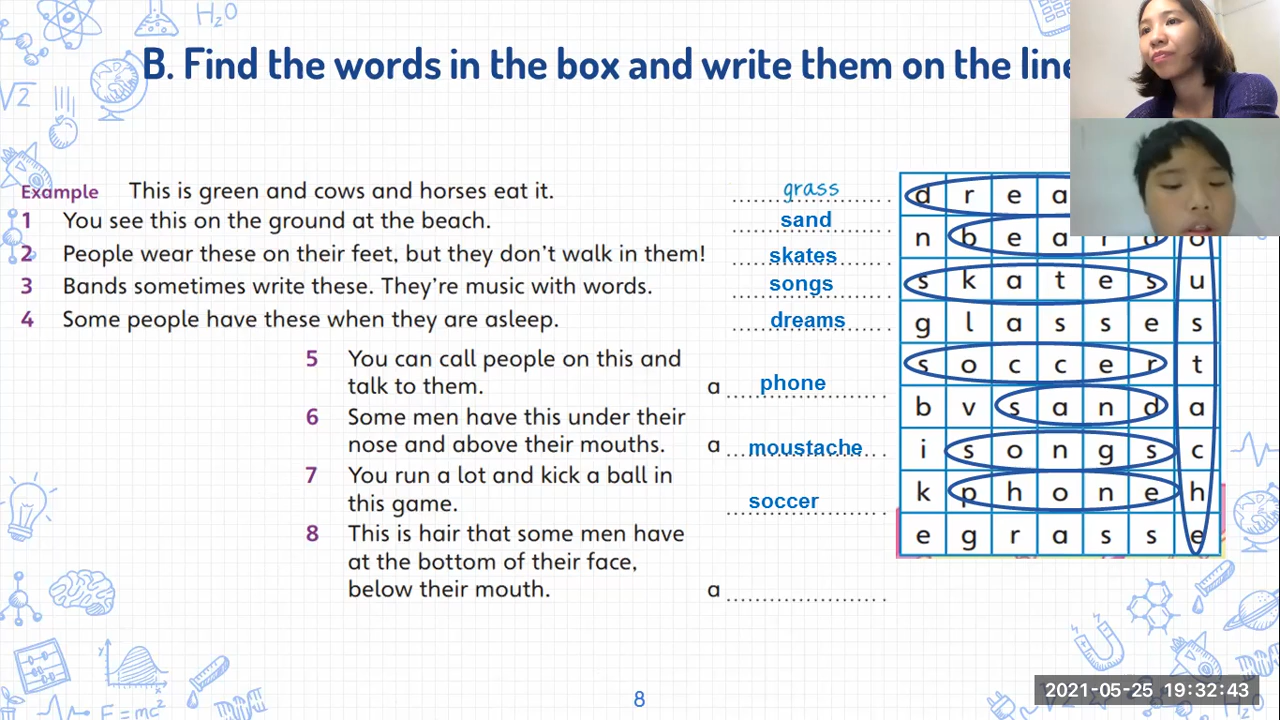 H₂O
B. Find the words in the box and write them on the line
√2
Example This is green and cows and horses eat it. grass
1 You see this on the ground at the beach. sand
2 People wear these on their feet, but they don't walk in them! skates
3 Bands sometimes write these. They're music with words. songs
4 Some people have these when they are asleep. dreams
5 You can call people on this and
talk to them. a phone
6 Some men have this under their
nose and above their mouths. a moustache
7 You run a lot and kick a ball in
this game. soccer
8 This is hair that some men have
at the bottom of their face,
below their mouth. a
d r e a
n b e a r d o
s k a t e s u
g l a s s e s
s o c c e r t
b v s a n d a
i s o n g s c
k p h o n e h
e g r a s s e
y
x
E=mc²
8
2021-05-25 19:32:43